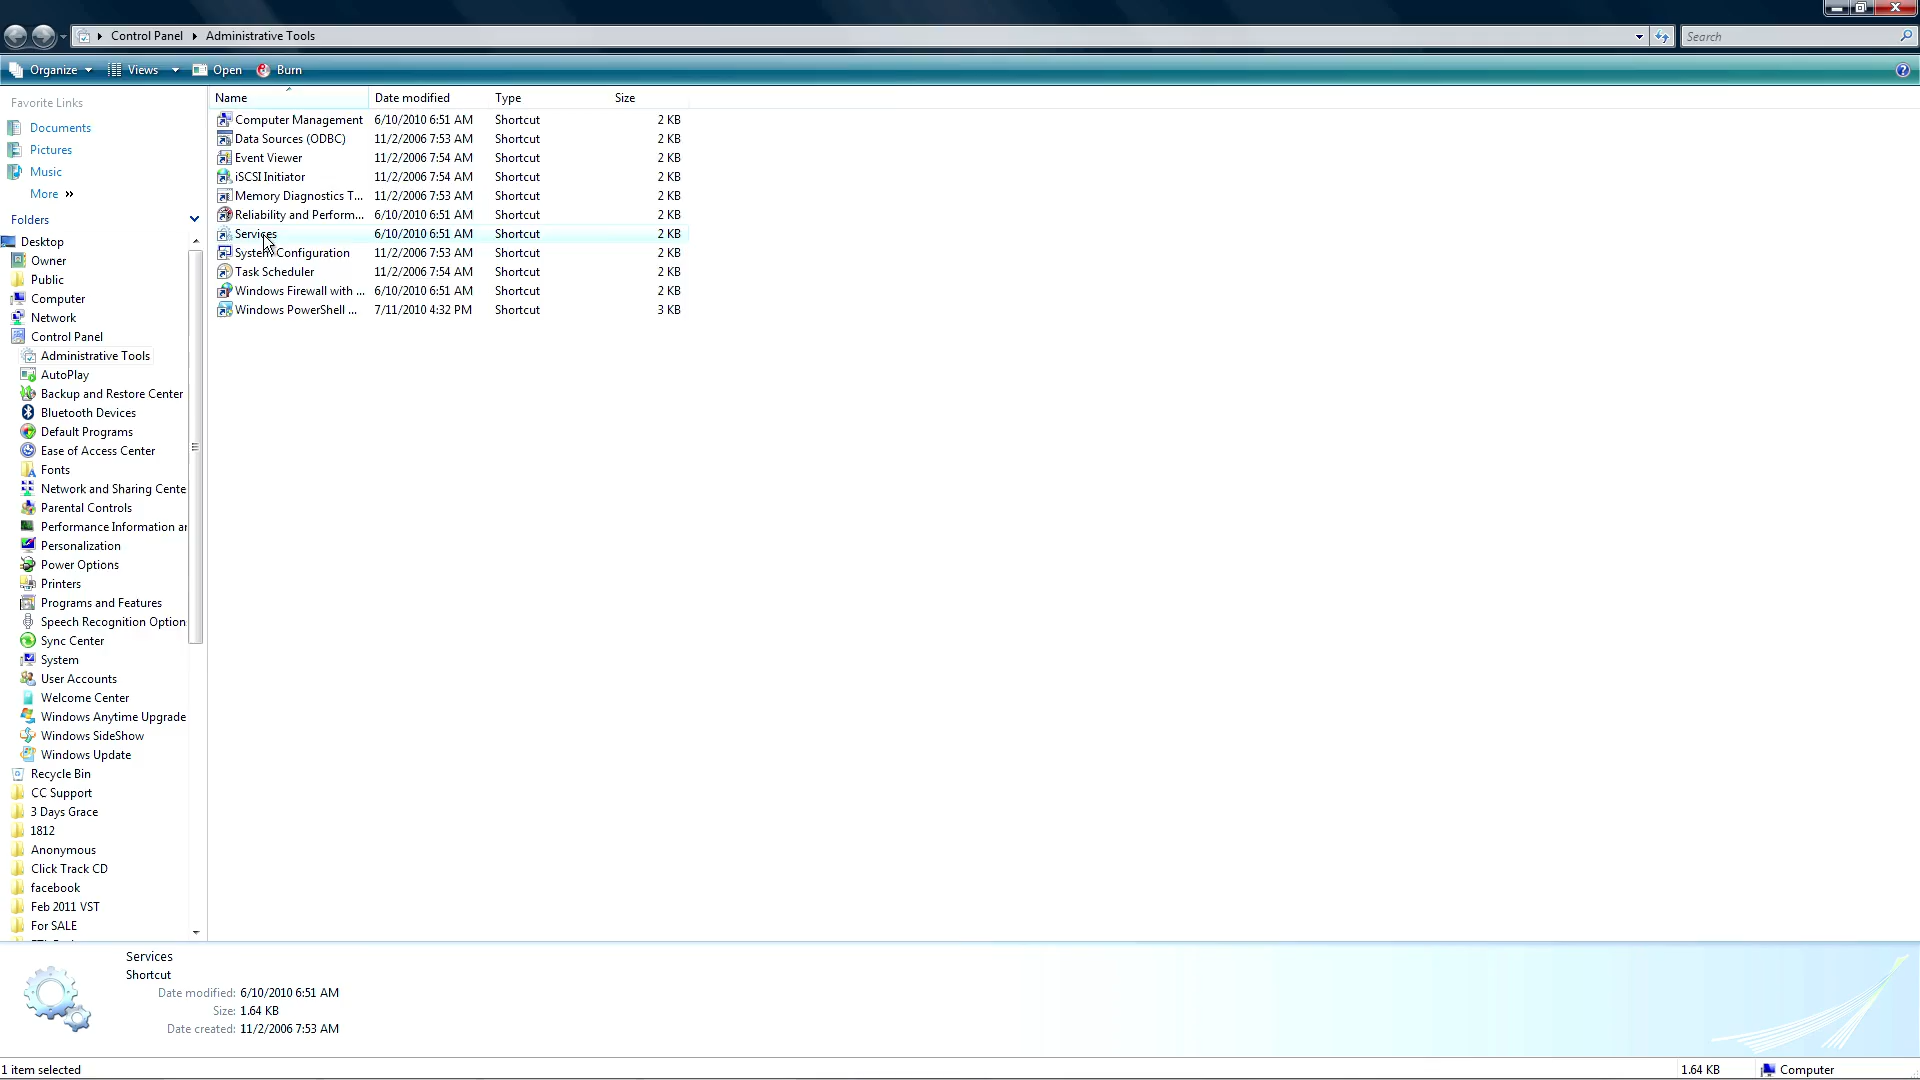 Control Panel Administrative Tools
Search
Organize Views Open Burn
Favorite Links
Documents
Pictures
Music
More »
Folders
Desktop
Owner
Public
Computer
Network
Control Panel
Administrative Tools
AutoPlay
Backup and Restore Center
Bluetooth Devices
Default Programs
Ease of Access Center
Fonts
Network and Sharing Cente
Parental Controls
Performance Information ar
Personalization
Power Options
Printers
Programs and Features
Speech Recognition Option
Sync Center
System
User Accounts
Welcome Center
Windows Anytime Upgrade
Windows SideShow
Windows Update
Recycle Bin
CC Support
3 Days Grace
1812
Anonymous
Click Track CD
facebook
Feb 2011 VST
For SALE
Name Date modified Type Size
Computer Management 6/10/2010 6:51 AM Shortcut 2 KB
Data Sources (ODBC) 11/2/2006 7:53 AM Shortcut 2 KB
Event Viewer 11/2/2006 7:54 AM Shortcut 2 KB
iSCSI Initiator 11/2/2006 7:54 AM Shortcut 2 KB
Memory Diagnostics T... 11/2/2006 7:53 AM Shortcut 2 KB
Reliability and Perform... 6/10/2010 6:51 AM Shortcut 2 KB
Services 6/10/2010 6:51 AM Shortcut 2 KB
System Configuration 11/2/2006 7:53 AM Shortcut 2 KB
Task Scheduler 11/2/2006 7:54 AM Shortcut 2 KB
Windows Firewall with ... 6/10/2010 6:51 AM Shortcut 2 KB
Windows PowerShell ... 7/11/2010 4:32 PM Shortcut 3 KB
Services
Shortcut
Date modified: 6/10/2010 6:51 AM
Size: 1.64 KB
Date created: 11/2/2006 7:53 AM
1 item selected 1.64 KB Computer